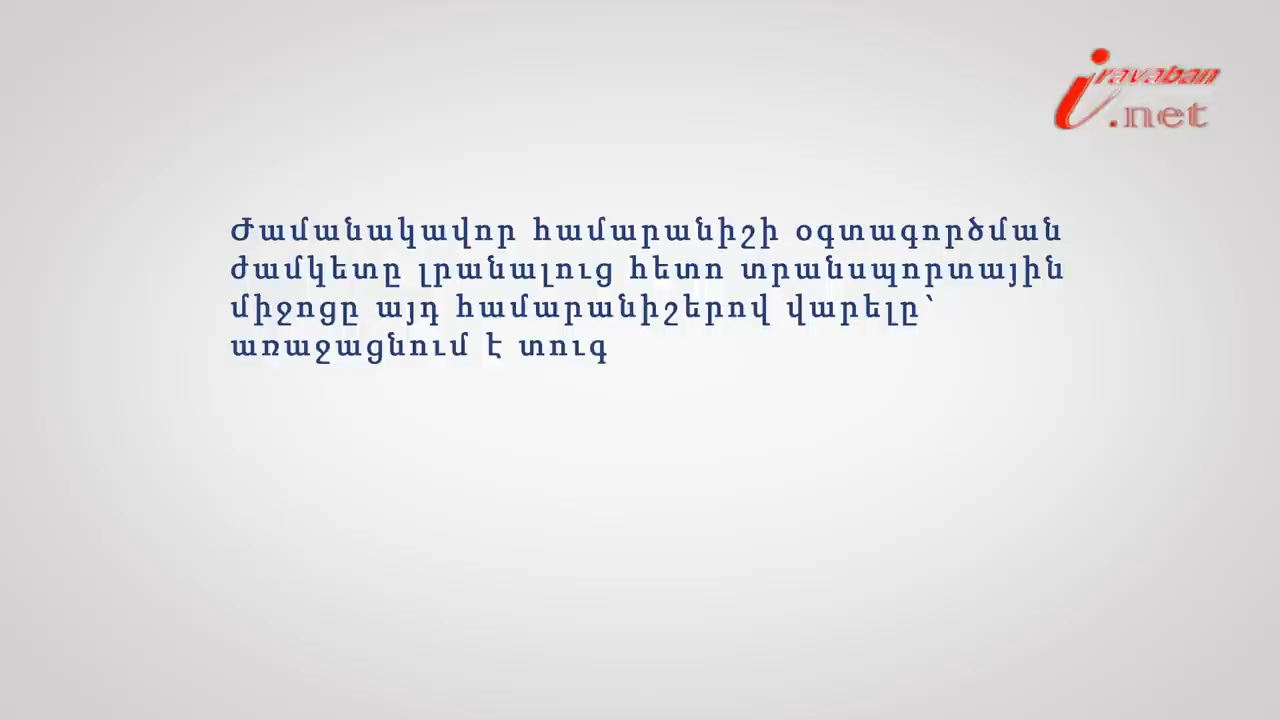 iravaban
.net
Ժամանակավոր համարանիշի օգտագործման
ժամկետը լրանալուց հետո տրանսպորտային
միջոցը այդ համարանիշերով վարելը՝
առաջացնում է տուգ